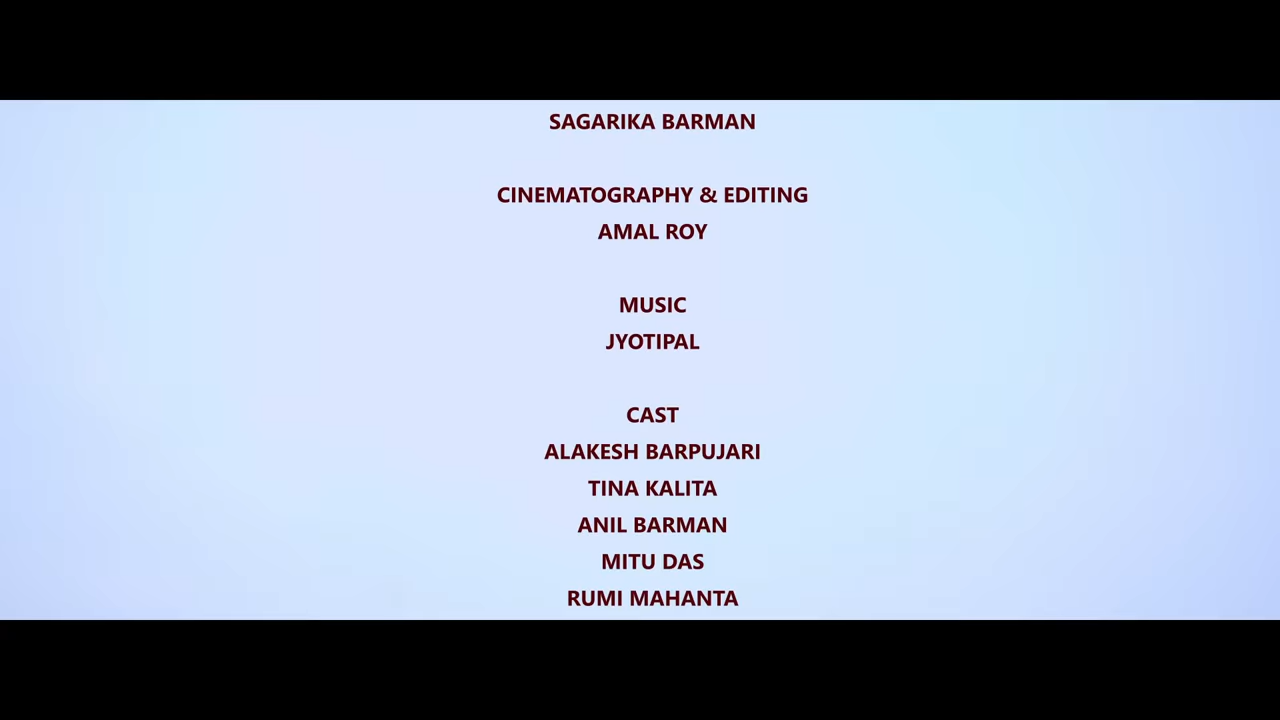 SAGARIKA BARMAN
CINEMATOGRAPHY & EDITING
AMAL ROY
MUSIC
JYOTIPAL
CAST
ALAKESH BARPUJARI
TINA KALITA
ANIL BARMAN
MITU DAS
RUMI MAHANTA